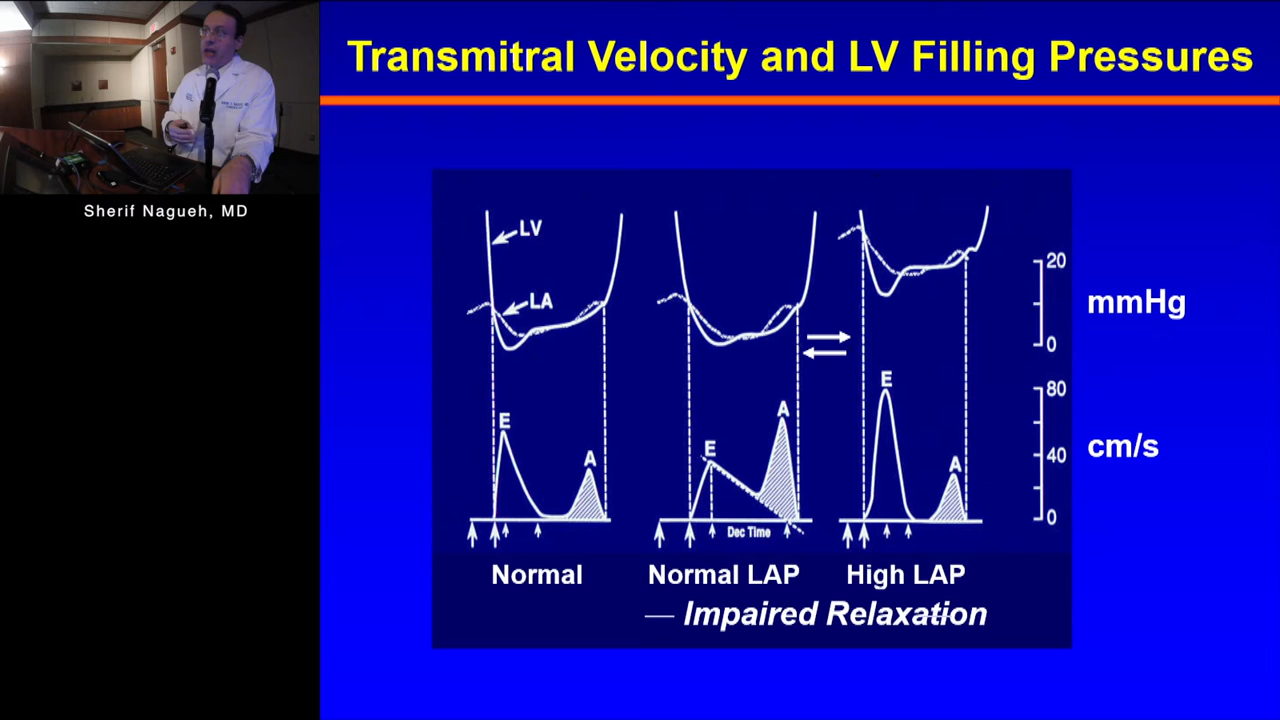 Transmitral Velocity and LV Filling Pressures
Sherif Nagueh, MD
LV
LA
20
mmHg
0
E
A
E
A
Dec Time
E
A
80
40
cm/s
0
Normal
Normal LAP
High LAP
Impaired Relaxation